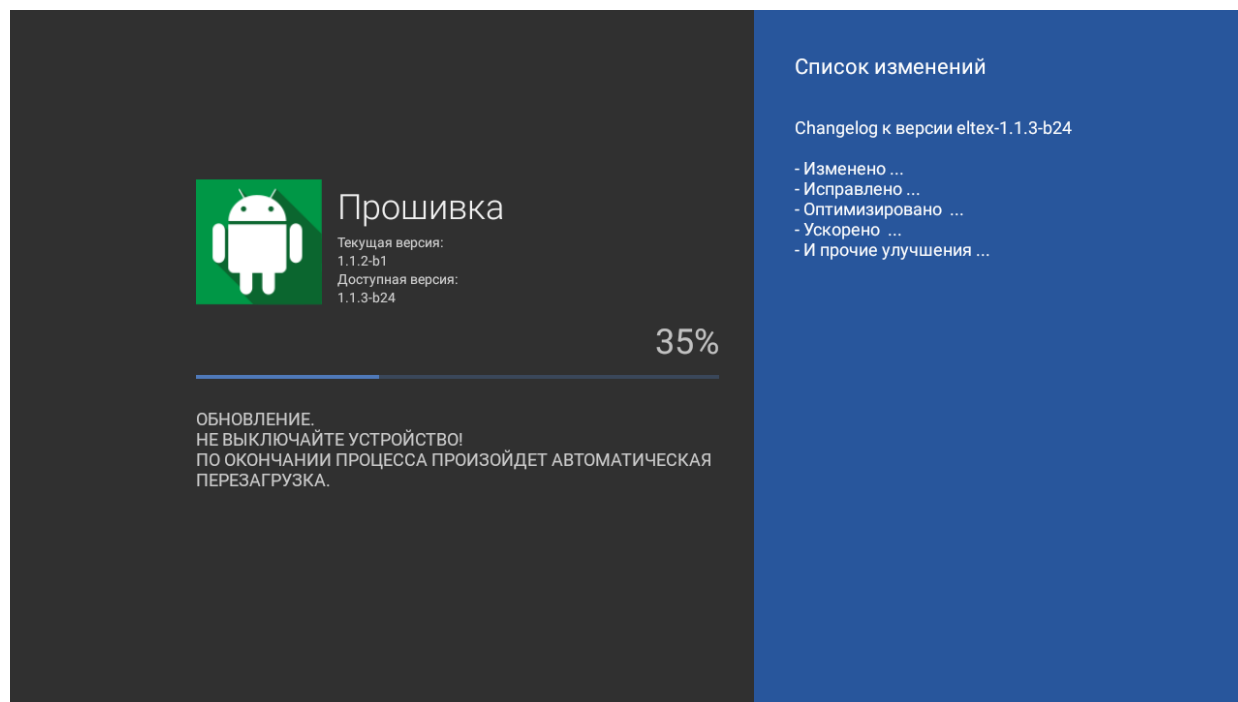 Прошивка
Текущая версия:
1.1.2-b1
Доступная версия:
1.1.3-b24
35%
ОБНОВЛЕНИЕ.
НЕ ВЫКЛЮЧАЙТЕ УСТРОЙСТВО!
ПО ОКОНЧАНИИ ПРОЦЕССА ПРОИЗОЙДЕТ АВТОМАТИЧЕСКАЯ
ПЕРЕЗАГРУЗКА.
Список изменений
Changelog к версии eltex-1.1.3-b24
- Изменено ...
- Исправлено ...
- Оптимизировано  ...
- Ускорено  ...
- И прочие улучшения ...